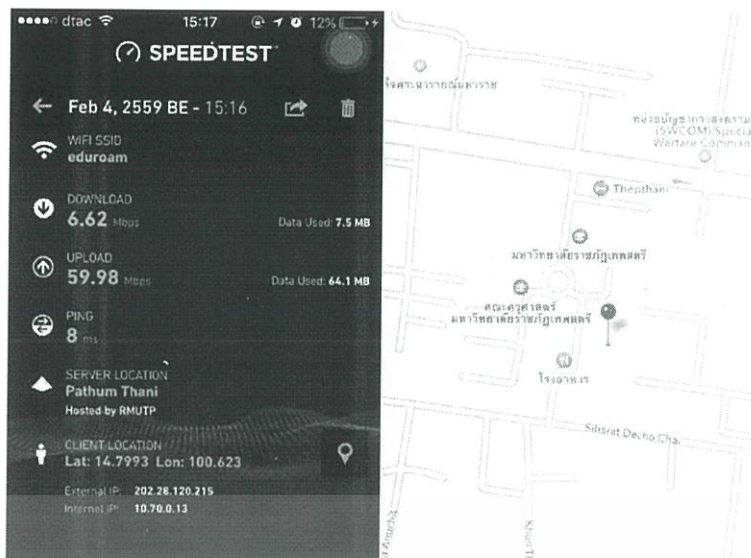 dtac 15:17 12%
SPEEDTEST
Feb 4, 2559 BE - 15:16
WIFI SSID
eduroam
DOWNLOAD
6.62 Mbps Data Used: 7.5 MB
UPLOAD
59.98 Mbps Data Used: 64.1 MB
PING
8 ms
SERVER LOCATION
Pathum Thani
Hosted by RMUTP
CLIENT LOCATION
Lat: 14.7993 Lon: 100.623
External IP: 202.28.120.215
Internal IP: 10.70.0.13
(SWCOM)
Warfare
Thepthani
มหาวิทยาลัยราชภัฏเทพสตรี
คณะครุศาสตร์
มหาวิทยาลัยราชภัฏเทพสตรี
โรงอาหาร
Siharat Decho Chai